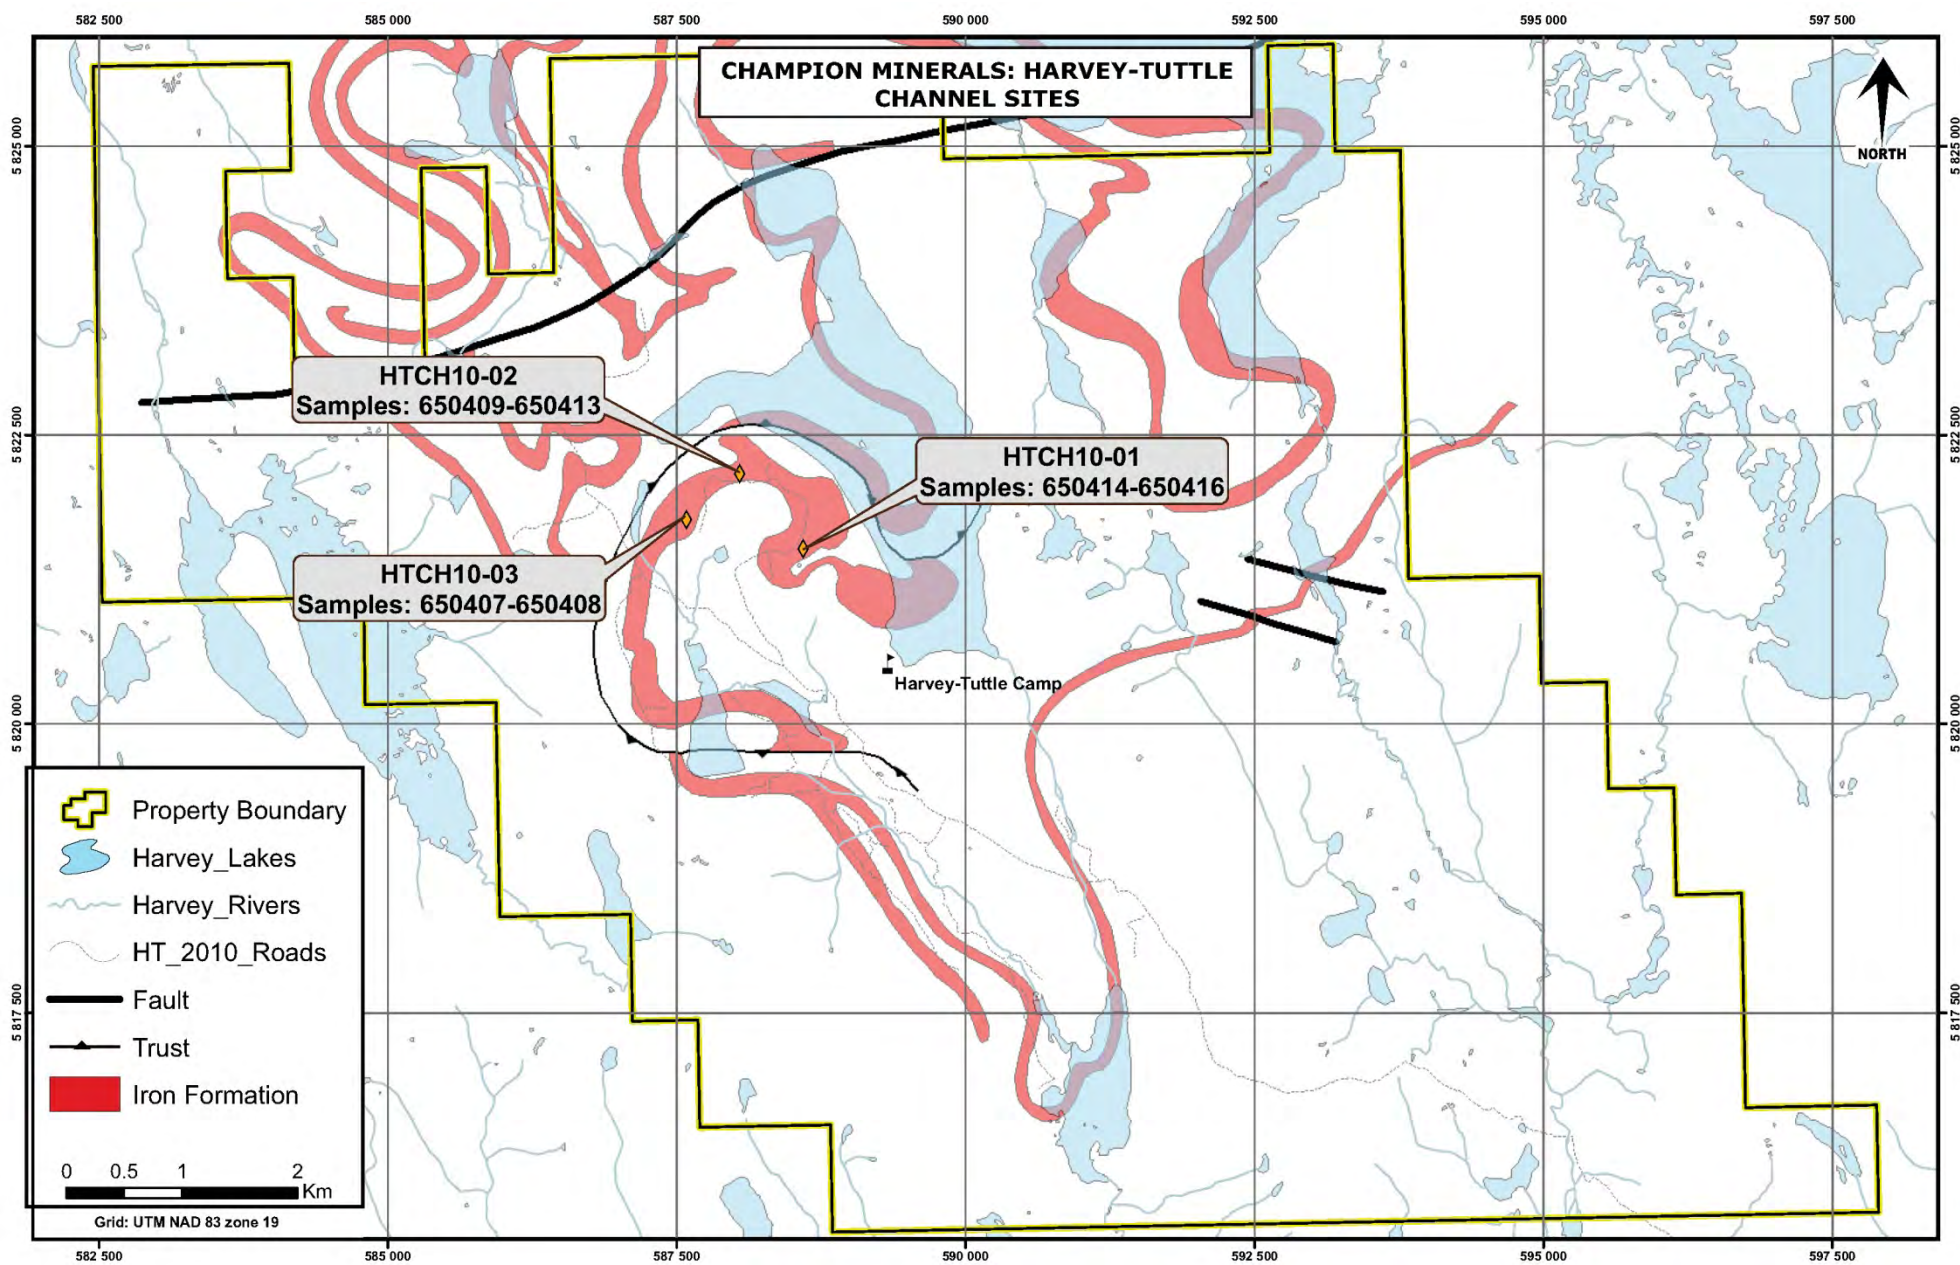 582 500 585 000 587 500 590 000 592 500 595 000 597 500
CHAMPION MINERALS: HARVEY-TUTTLE
CHANNEL SITES
NORTH
5 825 000
5 825 000
HTCH10-02
Samples: 650409-650413
5 822 500
5 822 500
HTCH10-01
Samples: 650414-650416
HTCH10-03
Samples: 650407-650408
Harvey-Tuttle Camp
5 820 000
5 820 000
Property Boundary
Harvey_Lakes
Harvey_Rivers
HT_2010_Roads
Fault
Trust
Iron Formation
5 817 500
5 817 500
0 0.5 1 2
Km
Grid: UTM NAD 83 zone 19
582 500 585 000 587 500 590 000 592 500 595 000 597 500